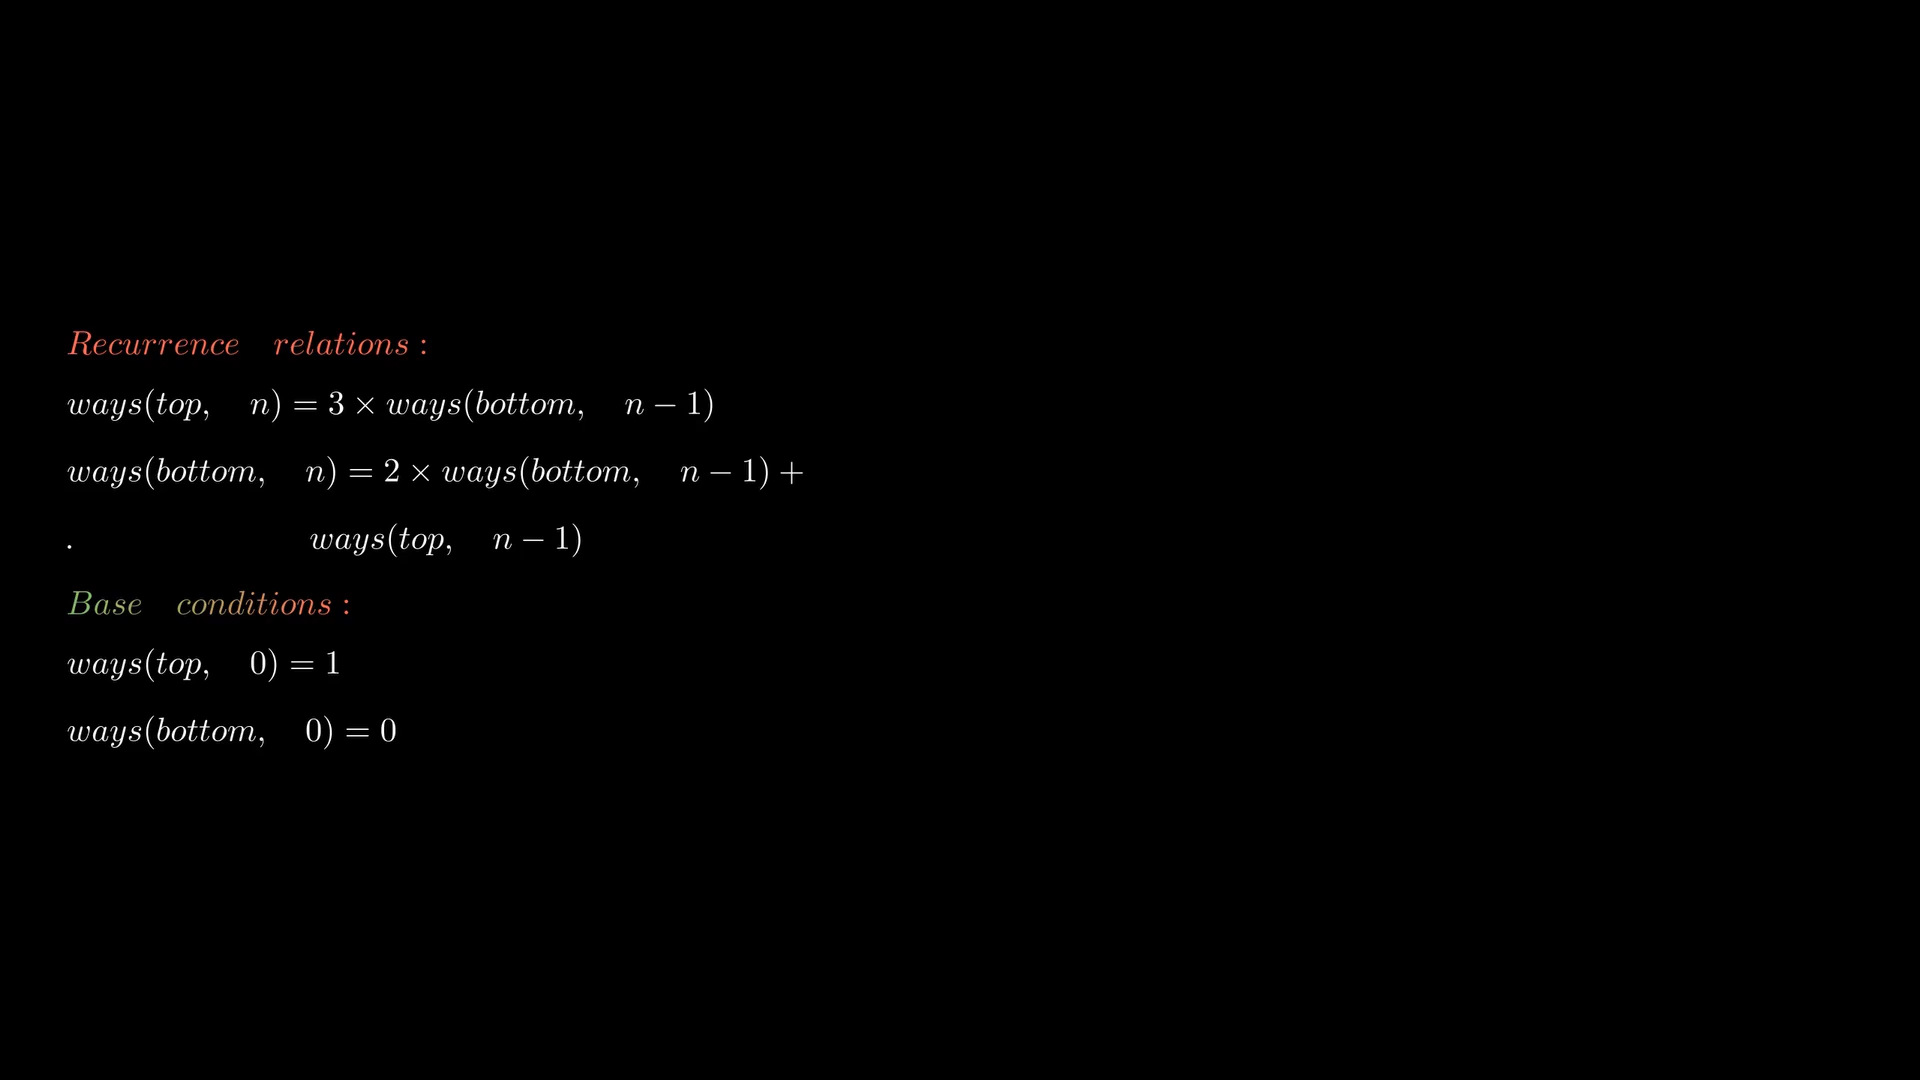 Recurrence relations :
ways(top, n) = 3 × ways(bottom, n − 1)
ways(bottom, n) = 2 × ways(bottom, n − 1) +
. ways(top, n − 1)
Base conditions :
ways(top, 0) = 1
ways(bottom, 0) = 0